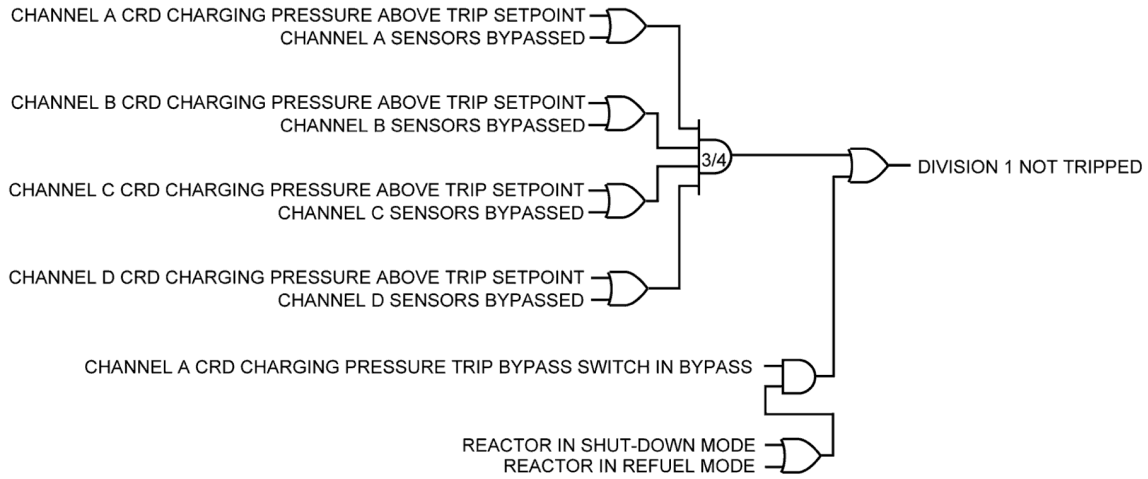 CHANNEL A CRD CHARGING PRESSURE ABOVE TRIP SETPOINT
CHANNEL A SENSORS BYPASSED
CHANNEL B CRD CHARGING PRESSURE ABOVE TRIP SETPOINT
CHANNEL B SENSORS BYPASSED
3/4
DIVISION 1 NOT TRIPPED
CHANNEL C CRD CHARGING PRESSURE ABOVE TRIP SETPOINT
CHANNEL C SENSORS BYPASSED
CHANNEL D CRD CHARGING PRESSURE ABOVE TRIP SETPOINT
CHANNEL D SENSORS BYPASSED
CHANNEL A CRD CHARGING PRESSURE TRIP BYPASS SWITCH IN BYPASS
REACTOR IN SHUT-DOWN MODE
REACTOR IN REFUEL MODE